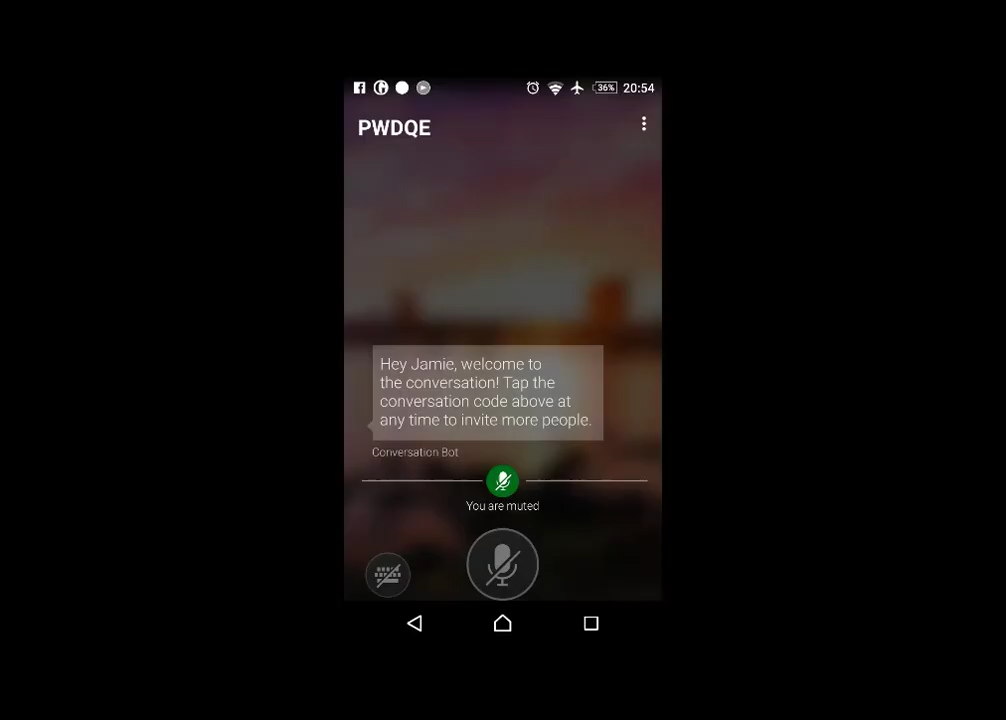 36% 20:54
PWDQE
Hey Jamie, welcome to
the conversation! Tap the
conversation code above at
any time to invite more people.
Conversation Bot
You are muted